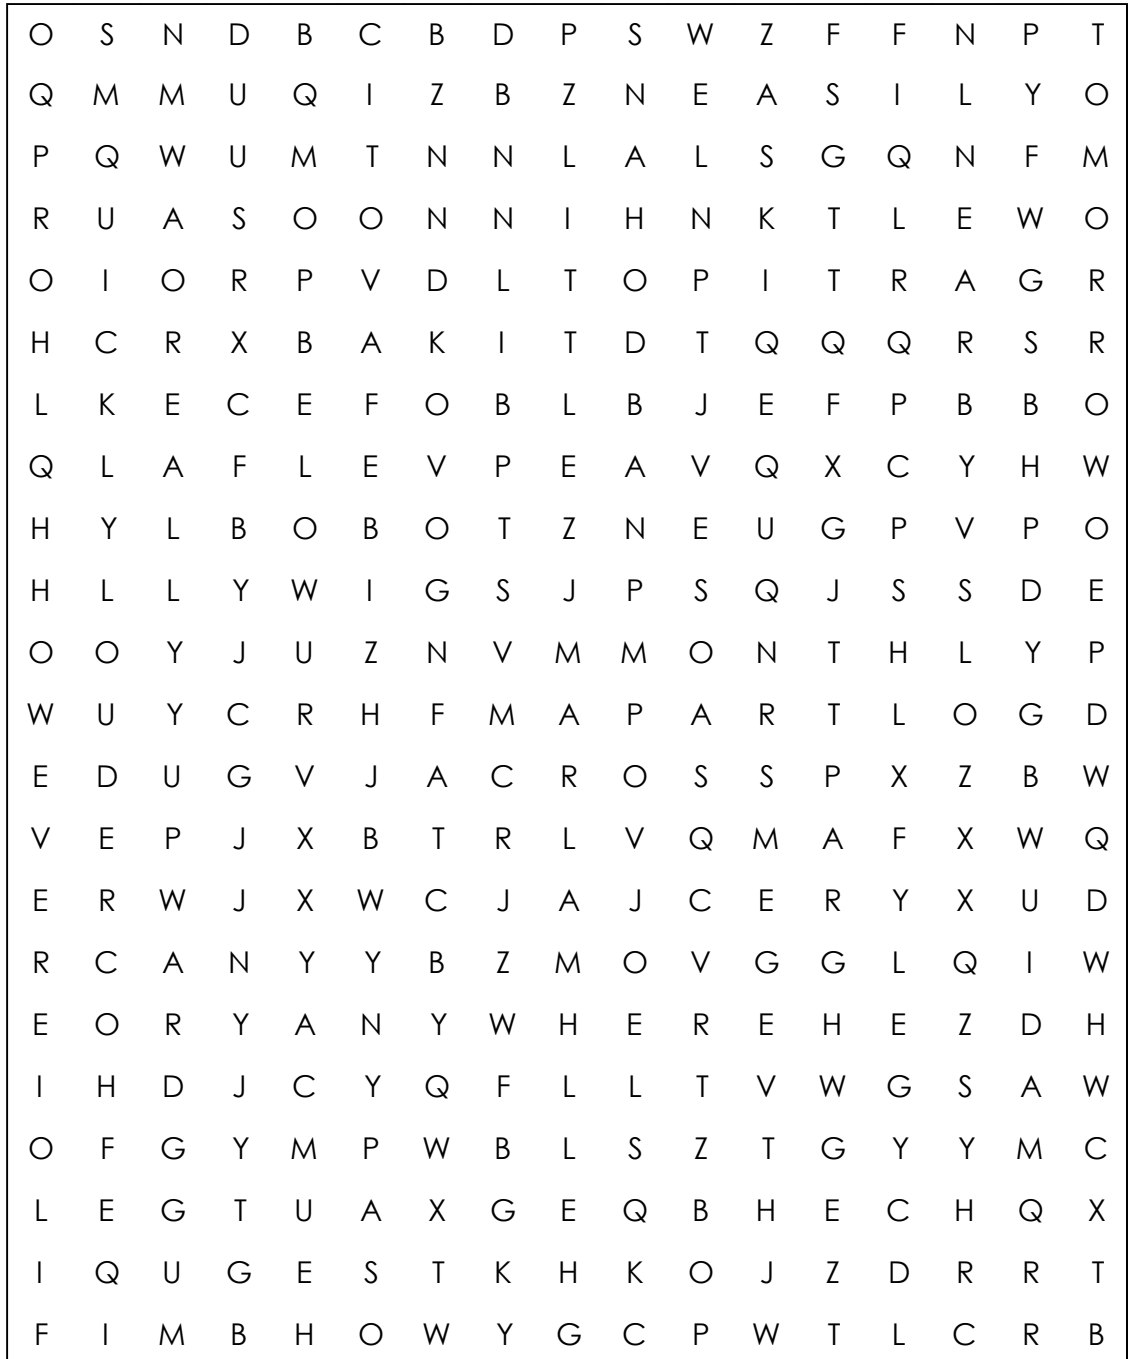 O S N D B C B D P S W Z F F N P T
Q M M U Q I Z B Z N E A S I L Y O
P Q W U M T N N L A L S G Q N F M
R U A S O O N N I H N K T L E W O
O I O R P V D L T O P I T R A G R
H C R X B A K I T D T Q Q Q R S R
L K E C E F O B L B J E F P B B O
Q L A F L E V P E A V Q X C Y H W
H Y L B O B O T Z N E U G P V P O
H L L Y W I G S J P S Q J S S D E
O O Y J U Z N V M M O N T H L Y P
W U Y C R H F M A P A R T L O G D
E D U G V J A C R O S S P X Z B W
V E P J X B T R L V Q M A F X W Q
E R W J X W C J A J C E R Y X U D
R C A N Y Y B Z M O V G G L Q I W
E O R Y A N Y W H E R E H E Z D H
I H D J C Y Q F L L T V W G S A W
O F G Y M P W B L S Z T G Y Y M C
L E G T U A X G E Q B H E C H Q X
I Q U G E S T K H K O J Z D R R T
F I M B H O W Y G C P W T L C R B